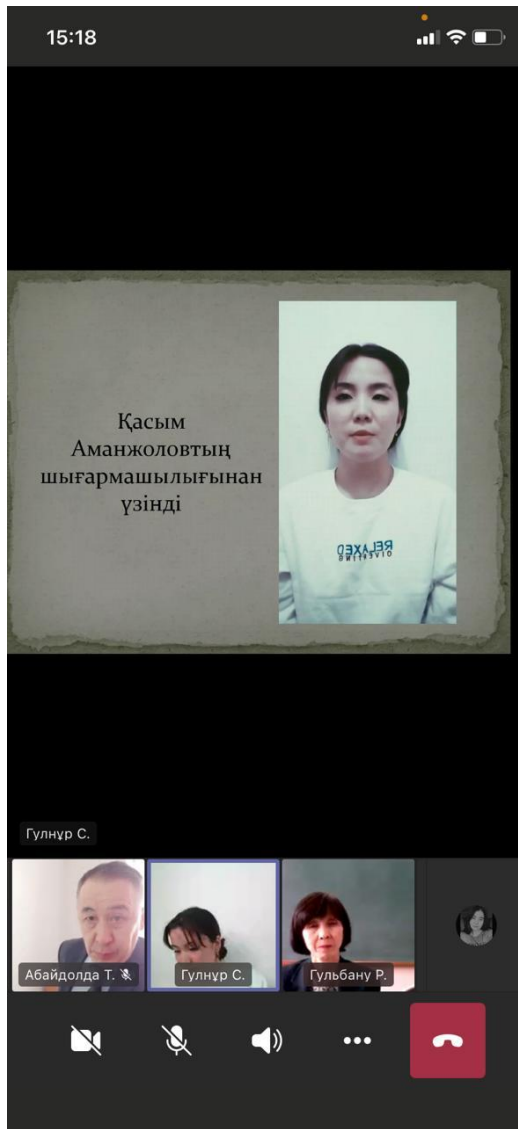 15:18
Қасым
Аманжоловтың
шығармашылығынан
үзінді
RELAXED
Гулнұр С.
Абайдолда Т.
Гулнұр С.
Гульбану Р.